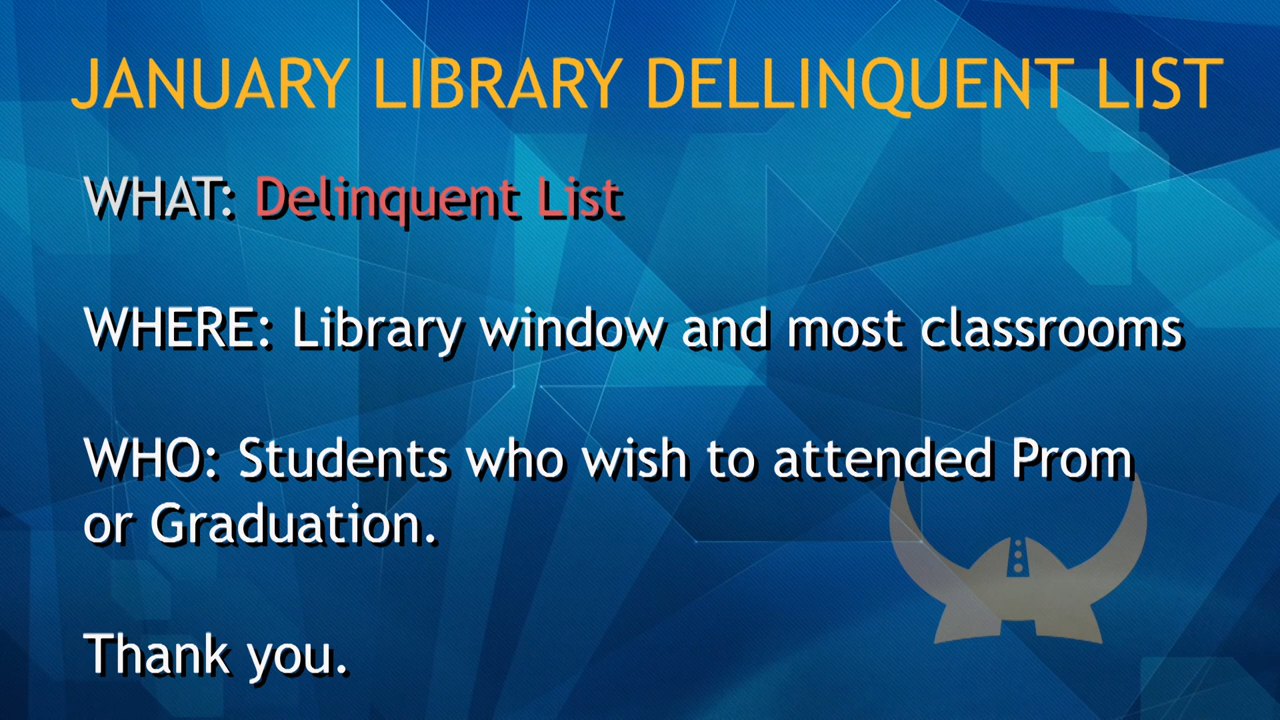 JANUARY LIBRARY DELLINQUENT LIST
WHAT: Delinquent List
WHERE: Library window and most classrooms
WHO: Students who wish to attended Prom
or Graduation.
Thank you.